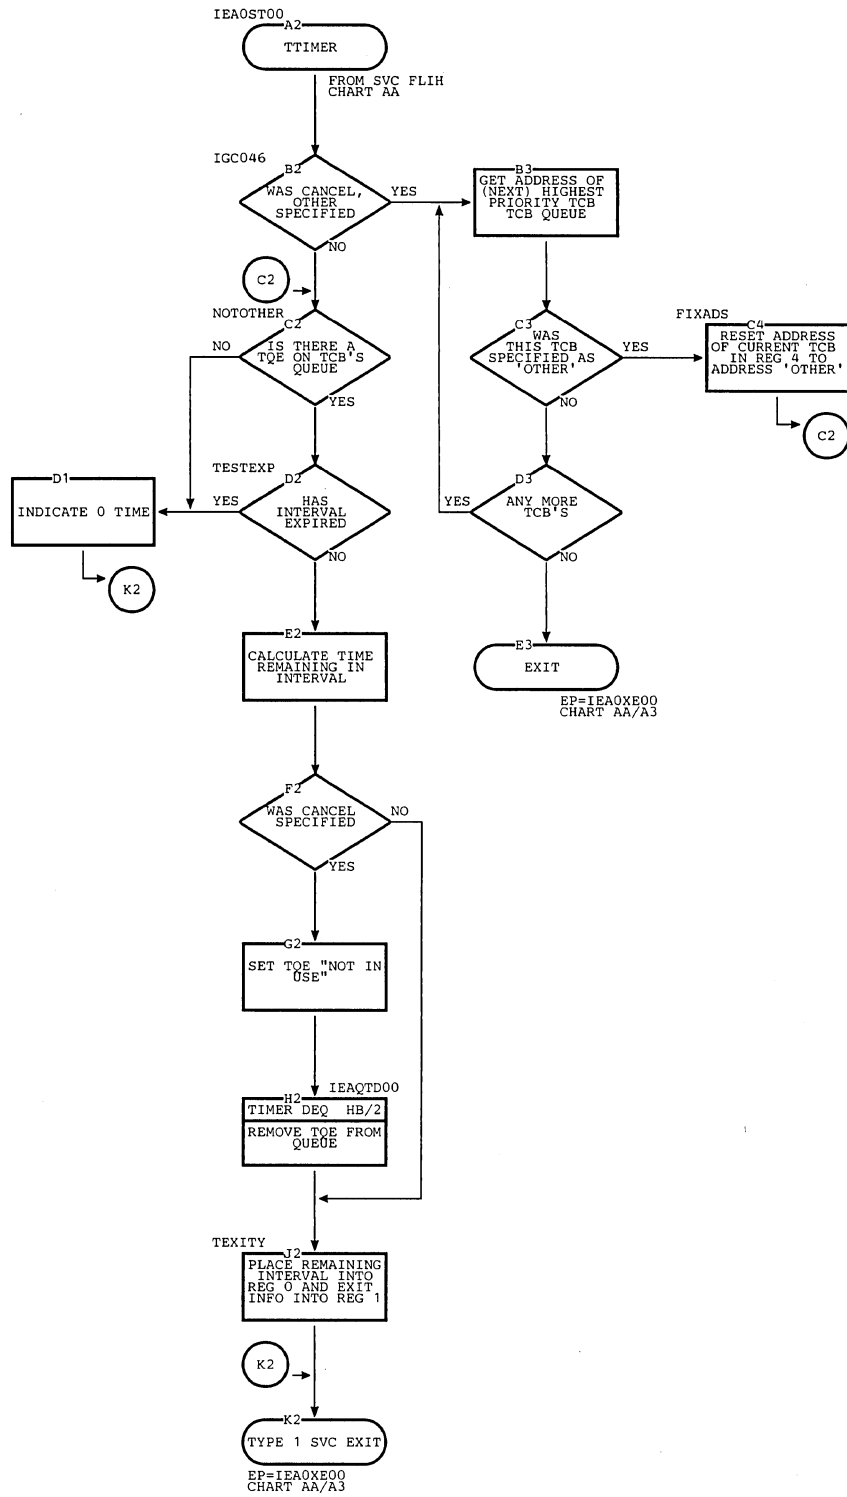 IEA0ST00
A2
TTIMER
FROM SVC FLIH
CHART AA
IGC046
B2
WAS CANCEL,
OTHER
SPECIFIED
YES
NO
B3
GET ADDRESS OF
(NEXT) HIGHEST
PRIORITY TCB
TCB QUEUE
C2
NOTOTHER
C2
IS THERE A
TQE ON TCB'S
QUEUE
NO
YES
C3
WAS
THIS TCB
SPECIFIED AS
'OTHER'
YES
NO
FIXADS
C4
RESET ADDRESS
OF CURRENT TCB
IN REG 4 TO
ADDRESS 'OTHER'
C2
D1
INDICATE 0 TIME
K2
TESTEXP
D2
YES
HAS
INTERVAL
EXPIRED
NO
D3
YES
ANY MORE
TCB'S
NO
E2
CALCULATE TIME
REMAINING IN
INTERVAL
E3
EXIT
EP=IEA0XE00
CHART AA/A3
F2
WAS CANCEL
SPECIFIED
NO
YES
G2
SET TQE "NOT IN
USE"
IEAQTD00
H2
TIMER DEQ HB/2
REMOVE TQE FROM
QUEUE
TEXITY
J2
PLACE REMAINING
INTERVAL INTO
REG 0 AND EXIT
INFO INTO REG 1
K2
K2
TYPE 1 SVC EXIT
EP=IEA0XE00
CHART AA/A3